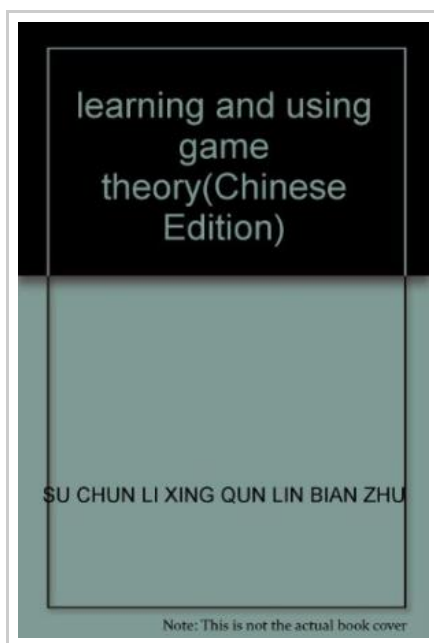 learning and using
game
theory(Chinese
Edition)
SU CHUN LI XING QUN LIN BIAN ZHU
Note: This is not the actual book cover